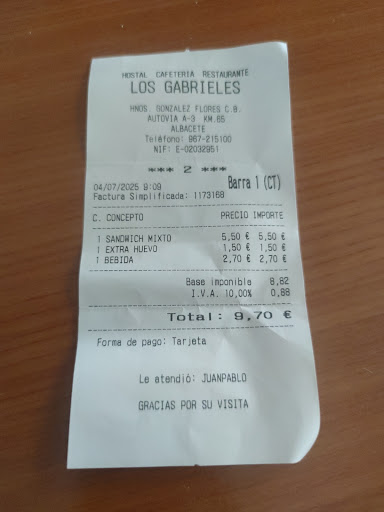 HOSTAL CAFETERIA RESTAURANTE
LOS GABRIELES
HNOS. GONZALEZ FLORES C.B.
AUTOVIA A-3 KM.65
ALBACETE
Teléfono: 967-215100
NIF: E-02032951
*** 2 ***
04/07/2025 9:09 Barra 1 (CT)
Factura Simplificada: 1173168
C. CONCEPTO PRECIO IMPORTE
1 SANDWICH MIXTO 5,50 € 5,50 €
1 EXTRA HUEVO 1,50 € 1,50 €
1 BEBIDA 2,70 € 2,70 €
Base imponible 8,82
I.V.A. 10,00% 0,88
Total: 9,70 €
Forma de pago: Tarjeta
Le atendió: JUANPABLO
GRACIAS POR SU VISITA